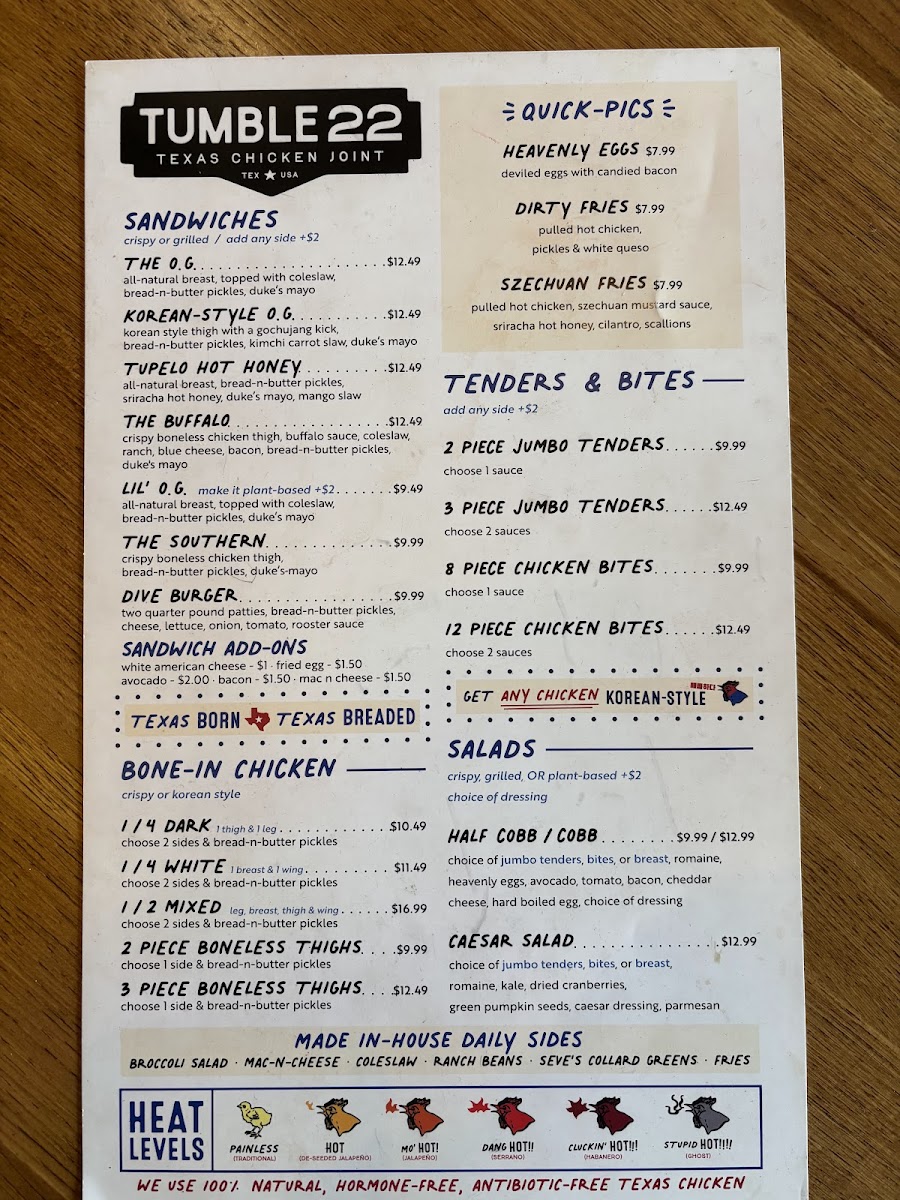 TUMBLE 22
TEXAS CHICKEN JOINT
TEX ★ USA
SANDWICHES
crispy or grilled / add any side +$2
THE O.G. $12.49
all-natural breast, topped with coleslaw,
bread-n-butter pickles, duke's mayo
KOREAN-STYLE O.G. $12.49
korean style thigh with a gochujang kick,
bread-n-butter pickles, kimchi carrot slaw, duke's mayo
TUPELO HOT HONEY $12.49
all-natural breast, bread-n-butter pickles,
sriracha hot honey, duke's mayo, mango slaw
THE BUFFALO $12.49
crispy boneless chicken thigh, buffalo sauce, coleslaw,
ranch, blue cheese, bacon, bread-n-butter pickles,
duke's mayo
LIL' O.G. make it plant-based +$2 $9.49
all-natural breast, topped with coleslaw,
bread-n-butter pickles, duke's mayo
THE SOUTHERN $9.99
crispy boneless chicken thigh,
bread-n-butter pickles, duke's-mayo
DIVE BURGER $9.99
two quarter pound patties, bread-n-butter pickles,
cheese, lettuce, onion, tomato, rooster sauce
SANDWICH ADD-ONS
white american cheese - $1 · fried egg - $1.50
avocado - $2.00 · bacon - $1.50 · mac n cheese - $1.50
TEXAS BORN TEXAS BREADED
BONE-IN CHICKEN
crispy or korean style
1/4 DARK 1 thigh & 1 leg $10.49
choose 2 sides & bread-n-butter pickles
1/4 WHITE 1 breast & 1 wing $11.49
choose 2 sides & bread-n-butter pickles
1/2 MIXED leg, breast, thigh & wing $16.99
choose 2 sides & bread-n-butter pickles
2 PIECE BONELESS THIGHS $9.99
choose 1 side & bread-n-butter pickles
3 PIECE BONELESS THIGHS $12.49
choose 1 side & bread-n-butter pickles
QUICK-PICS
HEAVENLY EGGS $7.99
deviled eggs with candied bacon
DIRTY FRIES $7.99
pulled hot chicken,
pickles & white queso
SZECHUAN FRIES $7.99
pulled hot chicken, szechuan mustard sauce,
sriracha hot honey, cilantro, scallions
TENDERS & BITES
add any side +$2
2 PIECE JUMBO TENDERS $9.99
choose 1 sauce
3 PIECE JUMBO TENDERS $12.49
choose 2 sauces
8 PIECE CHICKEN BITES $9.99
choose 1 sauce
12 PIECE CHICKEN BITES $12.49
choose 2 sauces
GET ANY CHICKEN KOREAN-STYLE
SALADS
crispy, grilled, OR plant-based +$2
choice of dressing
HALF COBB / COBB $9.99 / $12.99
choice of jumbo tenders, bites, or breast, romaine,
heavenly eggs, avocado, tomato, bacon, cheddar
cheese, hard boiled egg, choice of dressing
CAESAR SALAD $12.99
choice of jumbo tenders, bites, or breast,
romaine, kale, dried cranberries,
green pumpkin seeds, caesar dressing, parmesan
MADE IN-HOUSE DAILY SIDES
BROCCOLI SALAD · MAC-N-CHEESE · COLESLAW · RANCH BEANS · SEVE'S COLLARD GREENS · FRIES
HEAT LEVELS
PAINLESS (TRADITIONAL)
HOT (DE-SEEDED JALAPEÑO)
MO' HOT! (JALAPEÑO)
DANG HOT!! (SERRANO)
CLUCKIN' HOT!!! (HABANERO)
STUPID HOT!!!! (GHOST)
WE USE 100% NATURAL, HORMONE-FREE, ANTIBIOTIC-FREE TEXAS CHICKEN